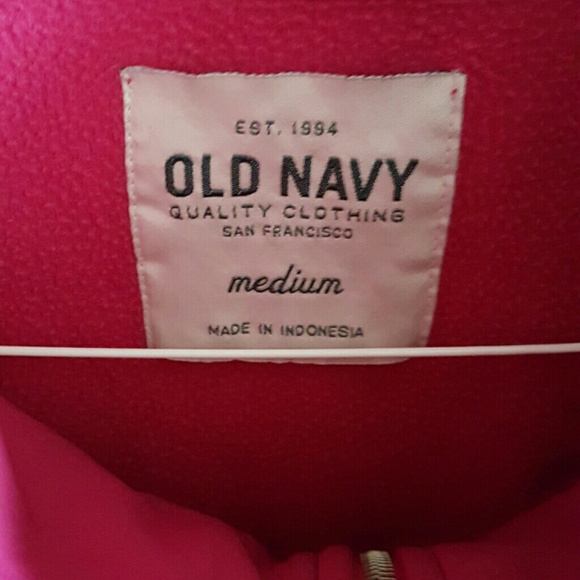 EST. 1994
OLD NAVY
QUALITY CLOTHING
SAN FRANCISCO
medium
MADE IN INDONESIA